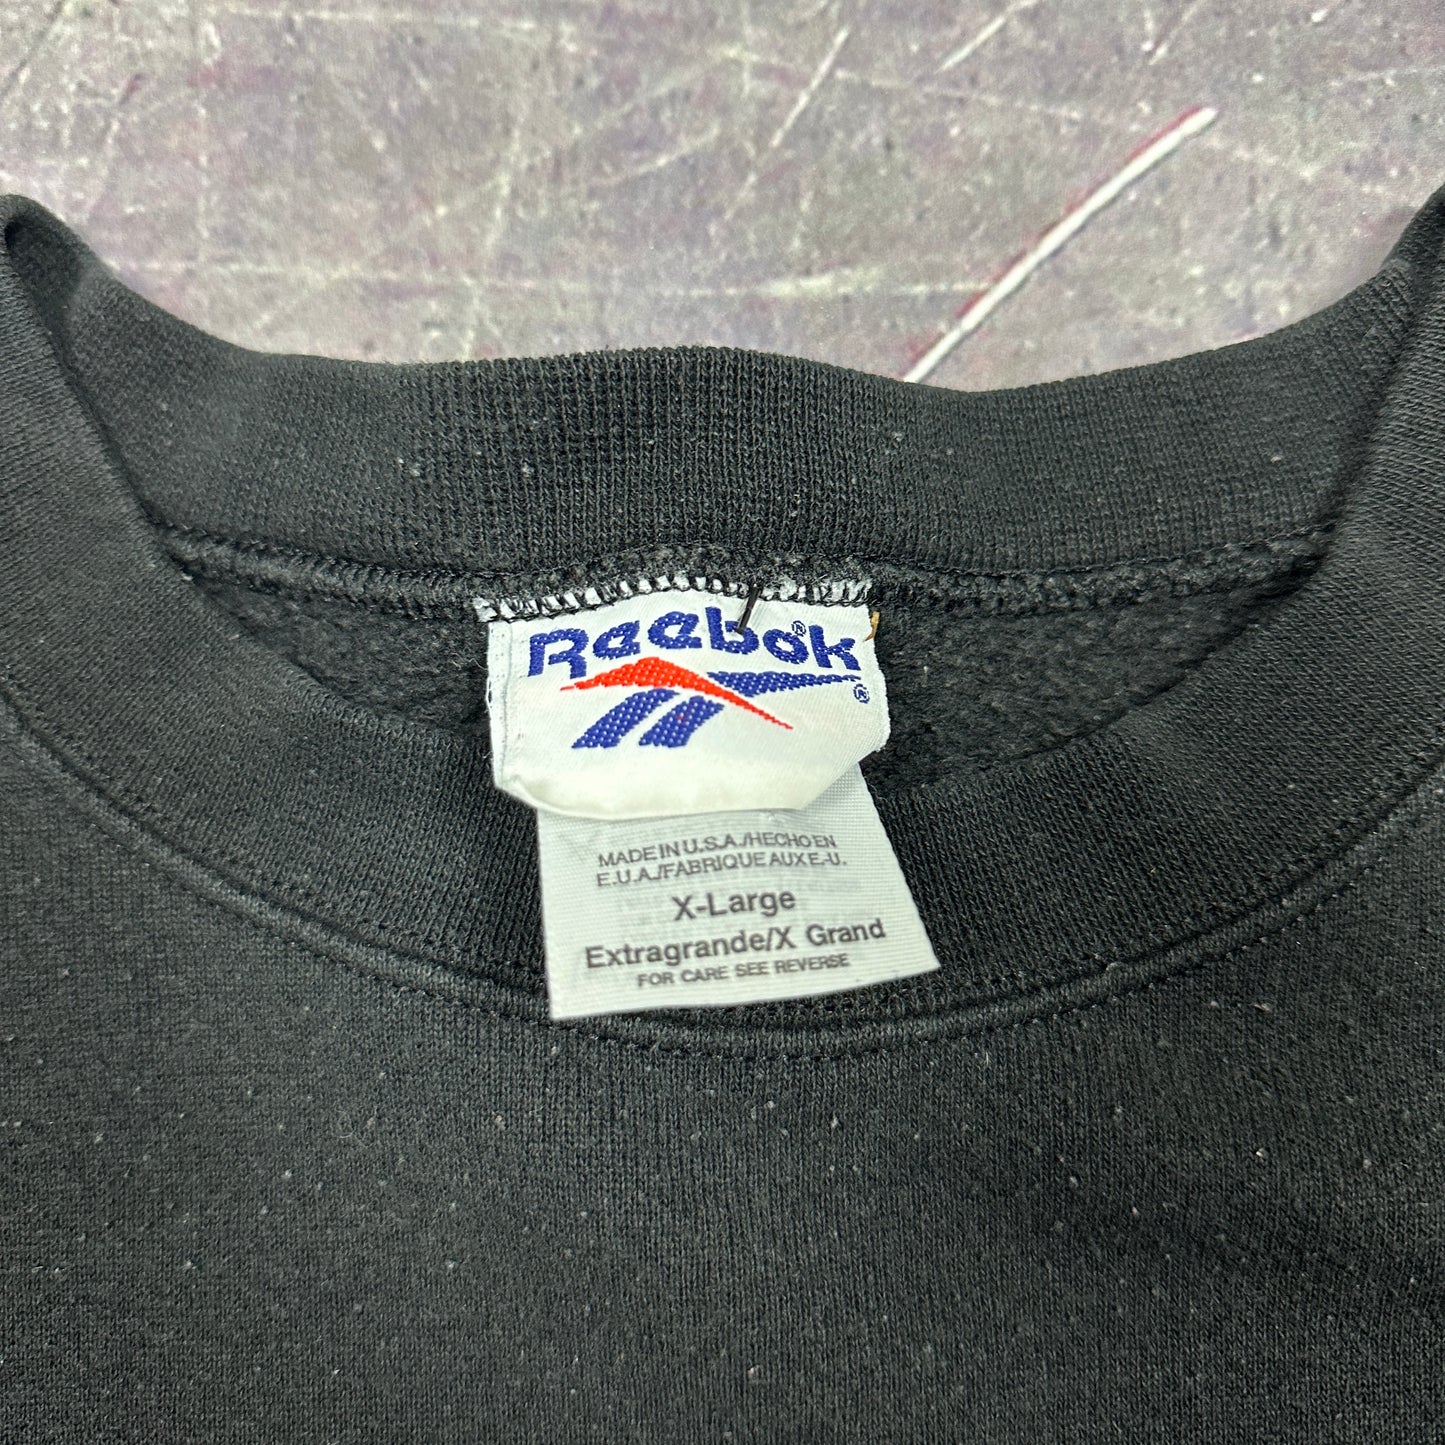 Reebok®
®
MADE IN U.S.A./HECHO EN
E.U.A./FABRIQUE AUX E.-U.
X-Large
Extragrande/X Grand
FOR CARE SEE REVERSE